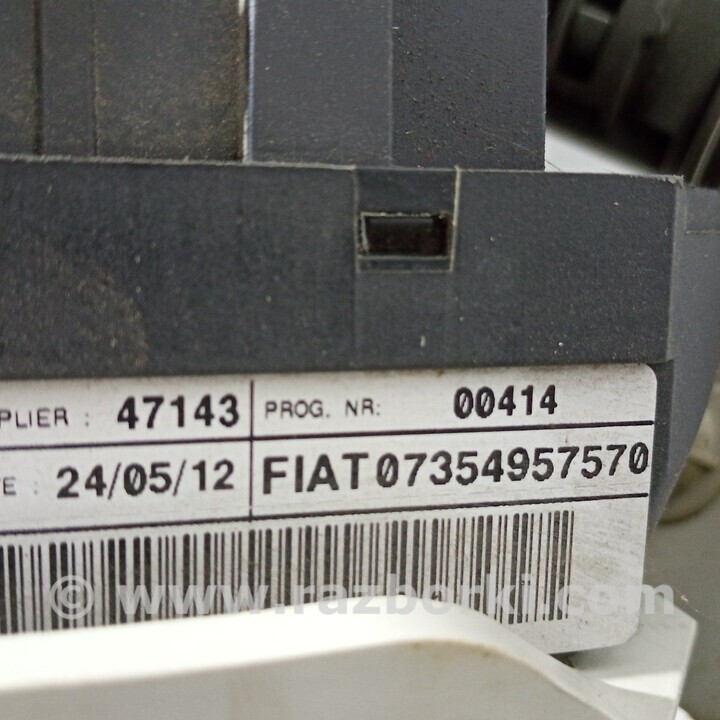 PLIER : 47143 PROG. NR: 00414
E : 24/05/12 FIAT 07354957570
© www.razborki.com